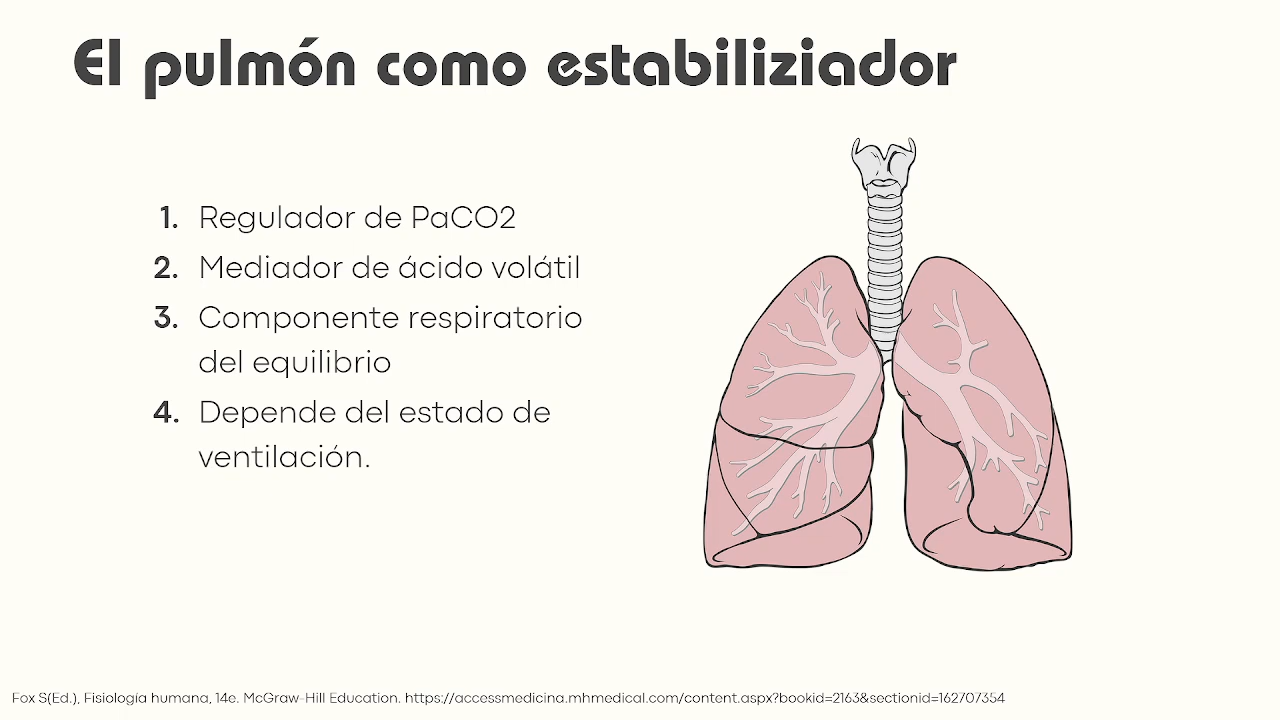 El pulmón como estabiliziador
1. Regulador de PaCO2
2. Mediador de ácido volátil
3. Componente respiratorio
del equilibrio
4. Depende del estado de
ventilación.
Fox S(Ed.), Fisiología humana, 14e. McGraw-Hill Education. https://accessmedicina.mhmedical.com/content.aspx?bookid=2163&sectionid=162707354